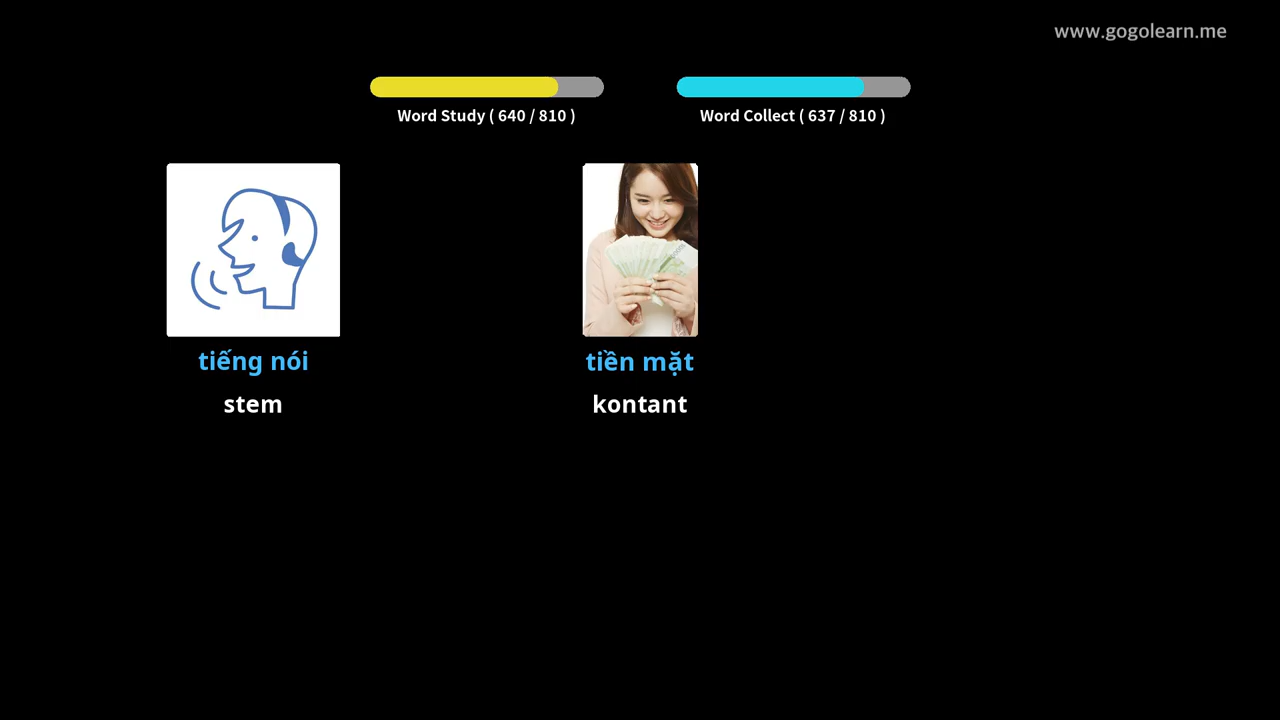 www.gogolearn.me
Word Study ( 640 / 810 )
Word Collect ( 637 / 810 )
tiếng nói
stem
tiền mặt
kontant